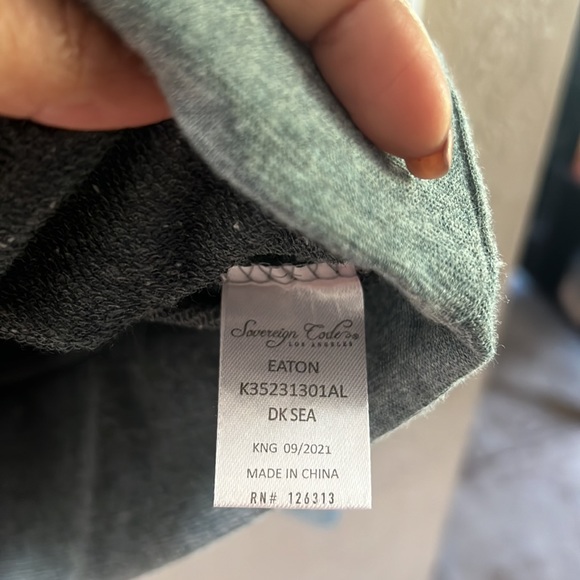 Sovereign Code
LOS ANGELES
EATON
K35231301AL
DK SEA
KNG 09/2021
MADE IN CHINA
RN# 126313